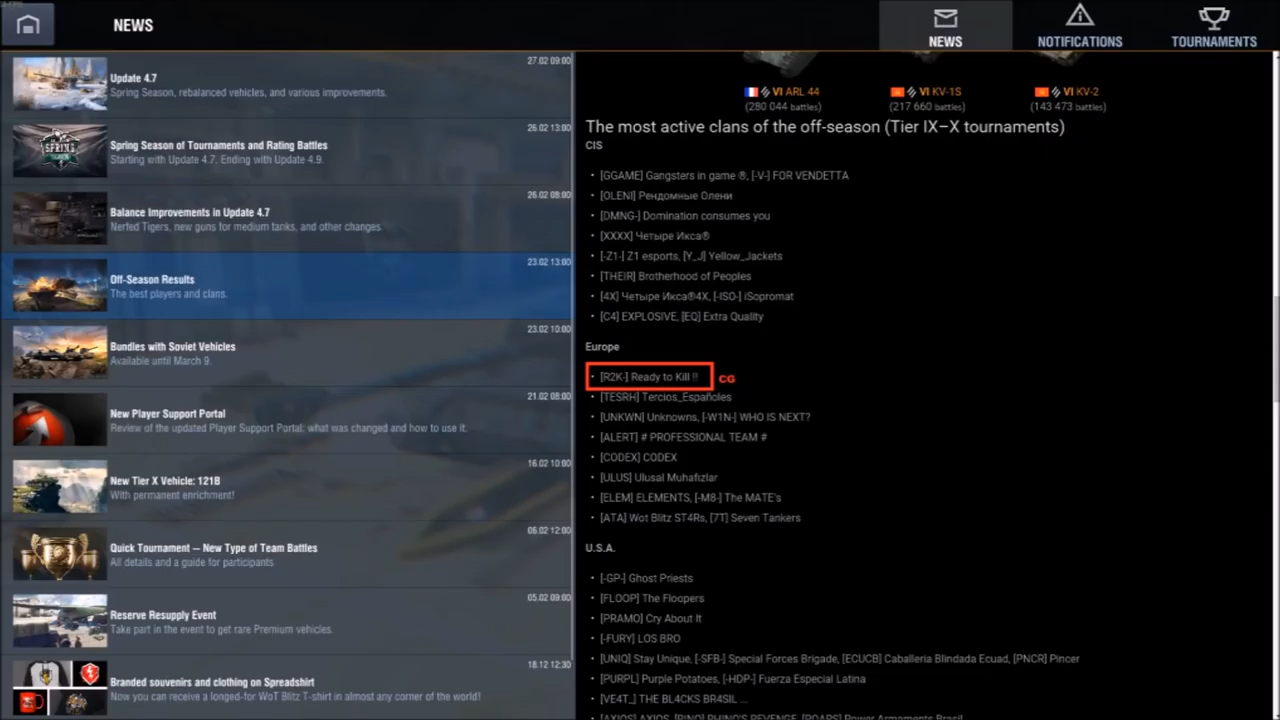 NEWS
NEWS
NOTIFICATIONS
TOURNAMENTS
27.02 09:00
Update 4.7
Spring Season, rebalanced vehicles, and various improvements.
26.02 13:00
Spring Season of Tournaments and Rating Battles
Starting with Update 4.7. Ending with Update 4.9.
26.02 08:00
Balance Improvements in Update 4.7
Nerfed Tigers, new guns for medium tanks, and other changes.
23.02 13:00
Off-Season Results
The best players and clans.
23.02 10:00
Bundles with Soviet Vehicles
Available until March 9.
21.02 08:00
New Player Support Portal
Review of the updated Player Support Portal: what was changed and how to use it.
16.02 10:00
New Tier X Vehicle: 121B
With permanent enrichment!
06.02 12:00
Quick Tournament — New Type of Team Battles
All details and a guide for participants
05.02 09:00
Reserve Resupply Event
Take part in the event to get rare Premium vehicles.
18.12 12:30
Branded souvenirs and clothing on Spreadshirt
Now you can receive a longed-for WoT Blitz T-shirt in almost any corner of the world!
VI ARL 44
(280 044 battles)
VI KV-1S
(217 660 battles)
VI KV-2
(143 473 battles)
The most active clans of the off-season (Tier IX–X tournaments)
CIS
• [GGAME] Gangsters in game ®, [-V-] FOR VENDETTA
• [OLENI] Рендомные Олени
• [DMNG-] Domination consumes you
• [XXXX] Четыре Икса®
• [-Z1-] Z1 esports, [Y_J] Yellow_Jackets
• [THEIR] Brotherhood of Peoples
• [4X] Четыре Икса®4X, [-ISO-] iSopromat
• [C4] EXPLOSIVE, [EQ] Extra Quality
Europe
• [R2K-] Ready to Kill !! CG
• [TESRH] Tercios_Españoles
• [UNKWN] Unknowns, [-W1N-] WHO IS NEXT?
• [ALERT] # PROFESSIONAL TEAM #
• [CODEX] CODEX
• [ULUS] Ulusal Muhafızlar
• [ELEM] ELEMENTS, [-M8-] The MATE's
• [ATA] Wot Blitz ST4Rs, [7T] Seven Tankers
U.S.A.
• [-GP-] Ghost Priests
• [FLOOP] The Floopers
• [PRAMO] Cry About It
• [-FURY] LOS BRO
• [UNIQ] Stay Unique, [-SFB-] Special Forces Brigade, [ECUCB] Caballeria Blindada Ecuad, [PNCR] Pincer
• [PURPL] Purple Potatoes, [-HDP-] Fuerza Especial Latina
• [VE4T_] THE BL4CKS BR4SIL ...
• [AXIOS] AXIOS, [RINO] RHINO'S REVENGE, [ROARS] Power Armaments Brasil